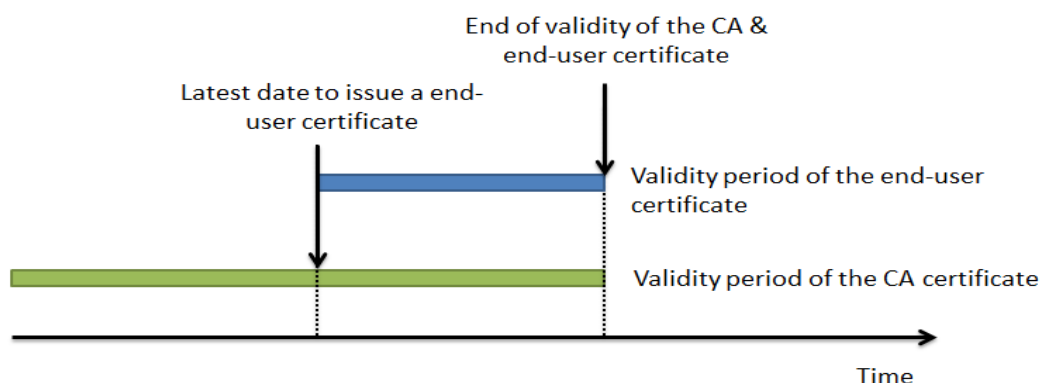 End of validity of the CA &
end-user certificate
Latest date to issue a end-
user certificate
Validity period of the end-user
certificate
Validity period of the CA certificate
Time